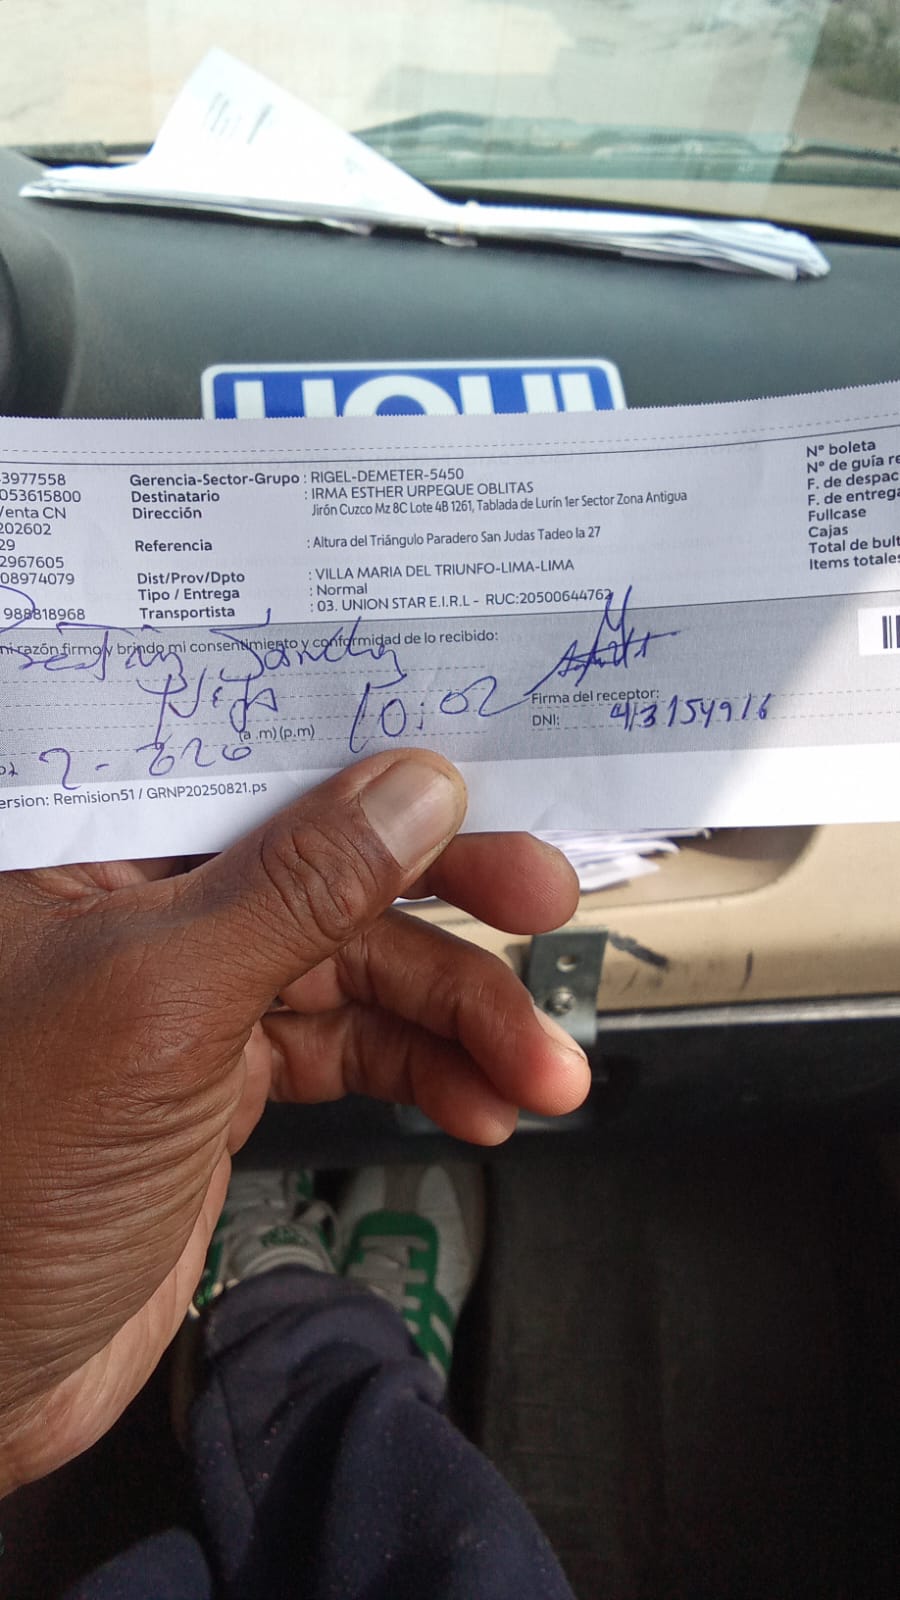 LIQUI
3977558 Gerencia-Sector-Grupo : RIGEL-DEMETER-5450 N° boleta
053615800 Destinatario : IRMA ESTHER URPEQUE OBLITAS N° de guía re
Venta CN Dirección Jirón Cuzco Mz 8C Lote 4B 1261, Tablada de Lurín 1er Sector Zona Antigua F. de despac
202602 F. de entrega
29 Referencia : Altura del Triángulo Paradero San Judas Tadeo la 27 Fullcase
2967605 Cajas
08974079 Dist/Prov/Dpto : VILLA MARIA DEL TRIUNFO-LIMA-LIMA Total de bult
Tipo / Entrega : Normal Items totales
988818968 Transportista : 03. UNION STAR E.I.R.L - RUC:20500644762
mi razón firmo y brindo mi consentimiento y conformidad de lo recibido:
Sánchez
Hijo 10:02
Firma del receptor:
(a.m)(p.m) DNI: 43154916
ersion: Remision51 / GRNP20250821.ps